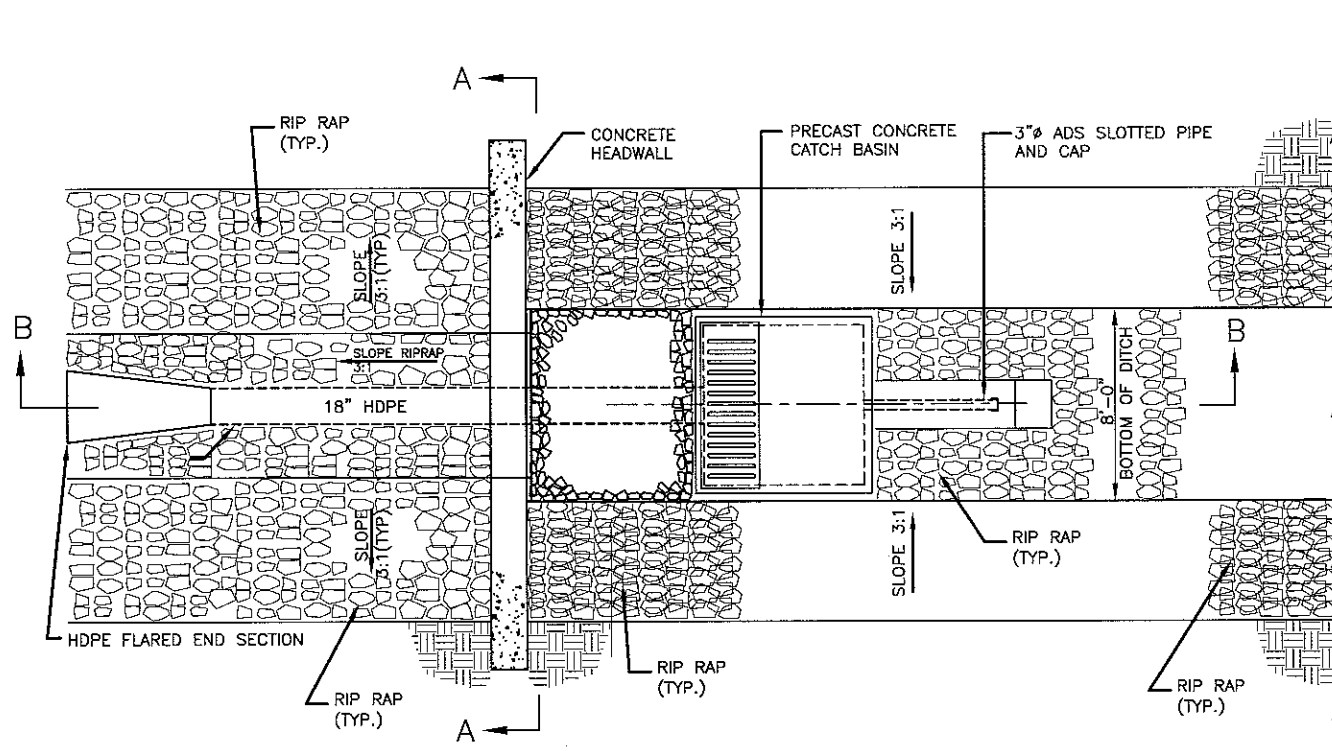 A
RIP RAP
(TYP.)
CONCRETE
HEADWALL
PRECAST CONCRETE
CATCH BASIN
3"ø ADS SLOTTED PIPE
AND CAP
SLOPE
3:1(TYP)
SLOPE 3:1
B
SLOPE RIPRAP
3:1
18" HDPE
8'-0"
BOTTOM OF DITCH
B
SLOPE
3:1(TYP)
SLOPE 3:1
RIP RAP
(TYP.)
HDPE FLARED END SECTION
RIP RAP
(TYP.)
RIP RAP
(TYP.)
RIP RAP
(TYP.)
A